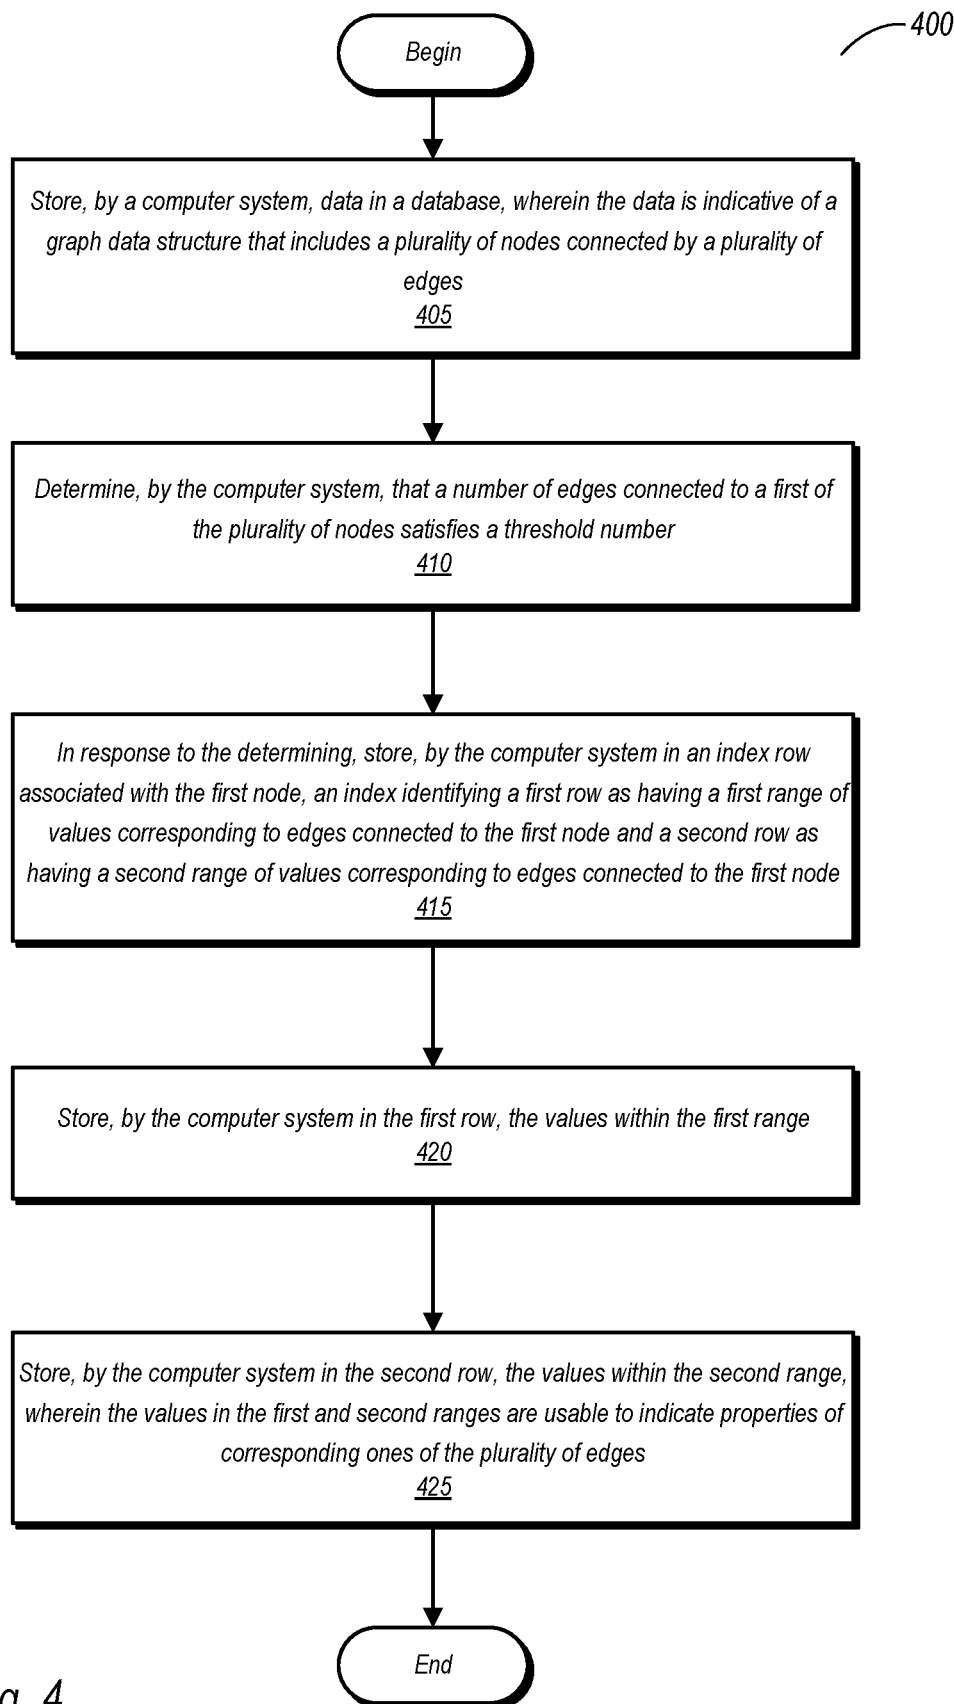 400
Begin
Store, by a computer system, data in a database, wherein the data is indicative of a
graph data structure that includes a plurality of nodes connected by a plurality of
edges
405
Determine, by the computer system, that a number of edges connected to a first of
the plurality of nodes satisfies a threshold number
410
In response to the determining, store, by the computer system in an index row
associated with the first node, an index identifying a first row as having a first range of
values corresponding to edges connected to the first node and a second row as
having a second range of values corresponding to edges connected to the first node
415
Store, by the computer system in the first row, the values within the first range
420
Store, by the computer system in the second row, the values within the second range,
wherein the values in the first and second ranges are usable to indicate properties of
corresponding ones of the plurality of edges
425
End
4